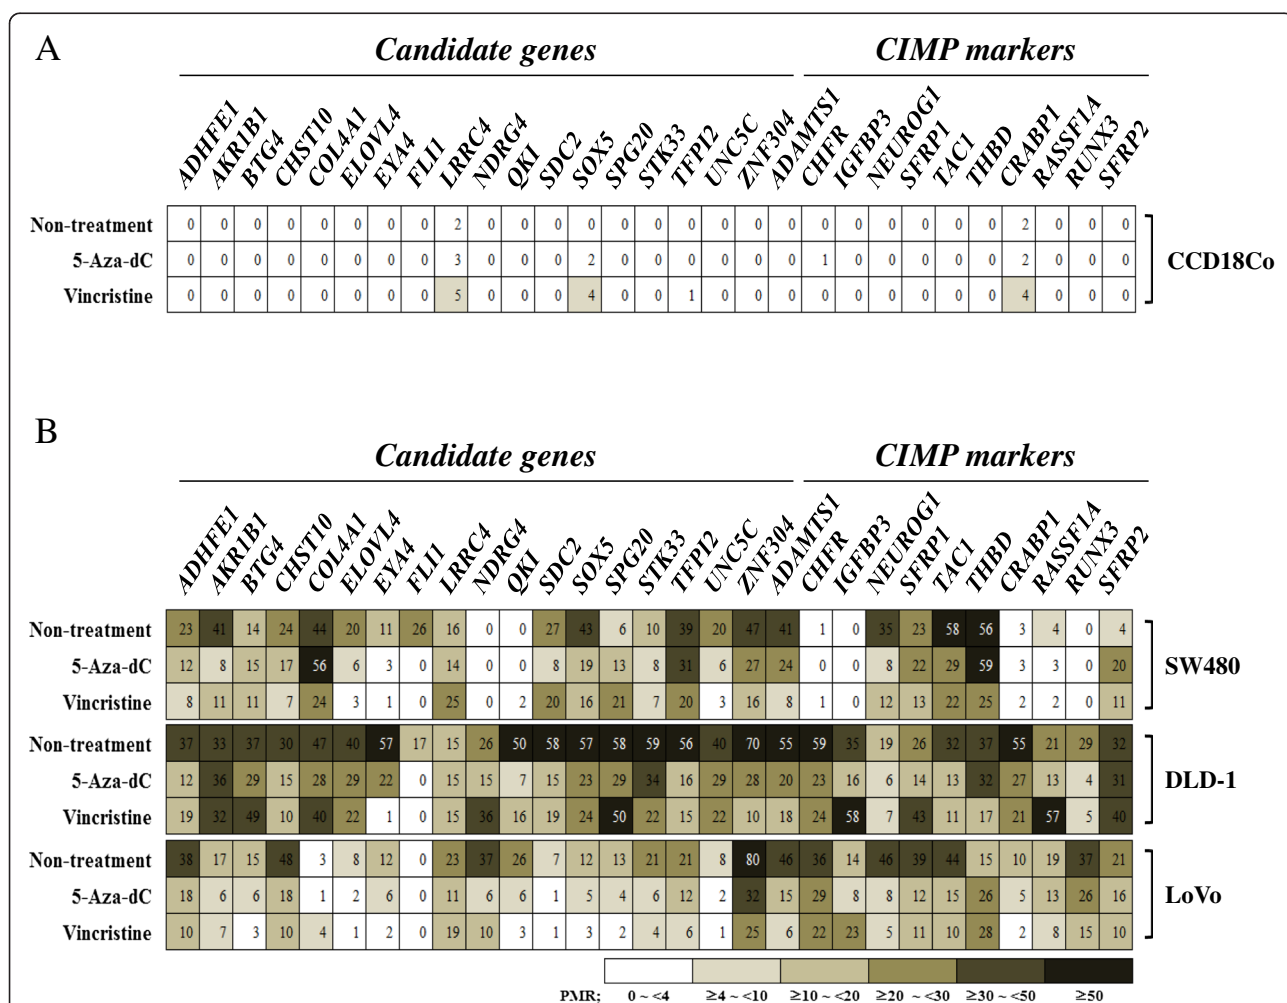 A
Candidate genes CIMP markers
ADHFE1 AKR1B1 BTG4 CHST10 COL4A1 ELOVL4 EYA4 FLI1 LRRC4 NDRG4 QKI SDC2 SOX5 SPG20 STK33 TFPI2 UNC5C ZNF304 ADAMTS1 CHFR IGFBP3 NEUROG1 SFRP1 TAC1 THBD CRABP1 RASSF1A RUNX3 SFRP2
Non-treatment 0 0 0 0 0 0 0 0 2 0 0 0 0 0 0 0 0 0 0 0 0 0 0 0 0 2 0 0 0
5-Aza-dC 0 0 0 0 0 0 0 0 3 0 0 0 2 0 0 0 0 0 0 1 0 0 0 0 0 2 0 0 0 CCD18Co
Vincristine 0 0 0 0 0 0 0 0 5 0 0 0 4 0 0 1 0 0 0 0 0 0 0 0 0 4 0 0 0
B
Candidate genes CIMP markers
ADHFE1 AKR1B1 BTG4 CHST10 COL4A1 ELOVL4 EYA4 FLI1 LRRC4 NDRG4 QKI SDC2 SOX5 SPG20 STK33 TFPI2 UNC5C ZNF304 ADAMTS1 CHFR IGFBP3 NEUROG1 SFRP1 TAC1 THBD CRABP1 RASSF1A RUNX3 SFRP2
Non-treatment 23 41 14 24 44 20 11 26 16 0 0 27 43 6 10 39 20 47 41 1 0 35 23 58 56 3 4 0 4
5-Aza-dC 12 8 15 17 56 6 3 0 14 0 0 8 19 13 8 31 6 27 24 0 0 8 22 29 59 3 3 0 20 SW480
Vincristine 8 11 11 7 24 3 1 0 25 0 2 20 16 21 7 20 3 16 8 1 0 12 13 22 25 2 2 0 11
Non-treatment 37 33 37 30 47 40 57 17 15 26 50 58 57 58 59 56 40 70 55 59 35 19 26 32 37 55 21 29 32
5-Aza-dC 12 36 29 15 28 29 22 0 15 15 7 15 23 29 34 16 29 28 20 23 16 6 14 13 32 27 13 4 31 DLD-1
Vincristine 19 32 49 10 40 22 1 0 15 36 16 19 24 50 22 15 22 10 18 24 58 7 43 11 17 21 57 5 40
Non-treatment 38 17 15 48 3 8 12 0 23 37 26 7 12 13 21 21 8 80 46 36 14 46 39 44 15 10 19 37 21
5-Aza-dC 18 6 6 18 1 2 6 0 11 6 6 1 5 4 6 12 2 32 15 29 8 8 12 15 26 5 13 26 16 LoVo
Vincristine 10 7 3 10 4 1 2 0 19 10 3 1 3 2 4 6 1 25 6 22 23 5 11 10 28 2 8 15 10
PMR; 0 ~ <4 ≥4 ~ <10 ≥10 ~ <20 ≥20 ~ <30 ≥30 ~ <50 ≥50